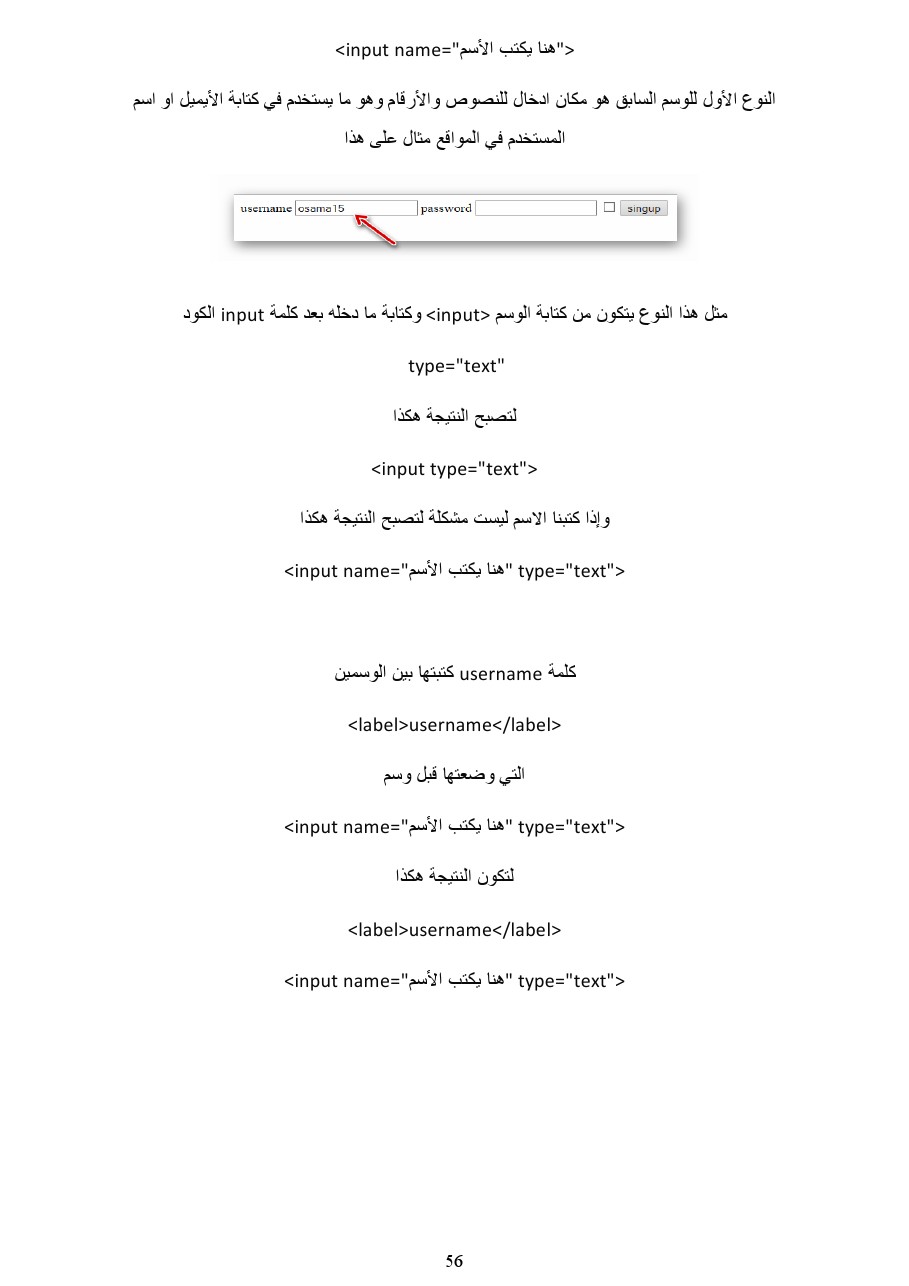 <input name="هنا يكتب الأسم">
النوع الأول للوسم السابق هو مكان ادخال للنصوص والأرقام وهو ما يستخدم في كتابة الأيميل او اسم
المستخدم في المواقع مثال على هذا
username osama15 password singup
مثل هذا النوع يتكون من كتابة الوسم <input> وكتابة ما دخله بعد كلمة input الكود
type="text"
لتصبح النتيجة هكذا
<input type="text">
وإذا كتبنا الاسم ليست مشكلة لتصبح النتيجة هكذا
<input name="هنا يكتب الأسم" type="text">
كلمة username كتبتها بين الوسمين
<label>username</label>
التي وضعتها قبل وسم
<input name="هنا يكتب الأسم" type="text">
لتكون النتيجة هكذا
<label>username</label>
<input name="هنا يكتب الأسم" type="text">
56